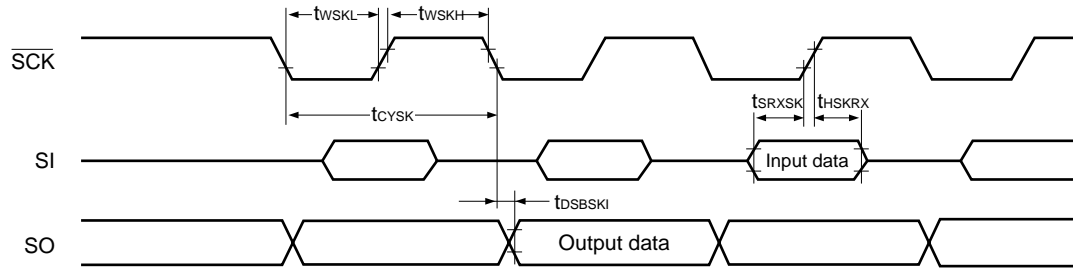 tWSKL
tWSKH
SCK
tCYSK
tSRXSK
tHSKRX
SI
Input data
tDSBSKI
SO
Output data